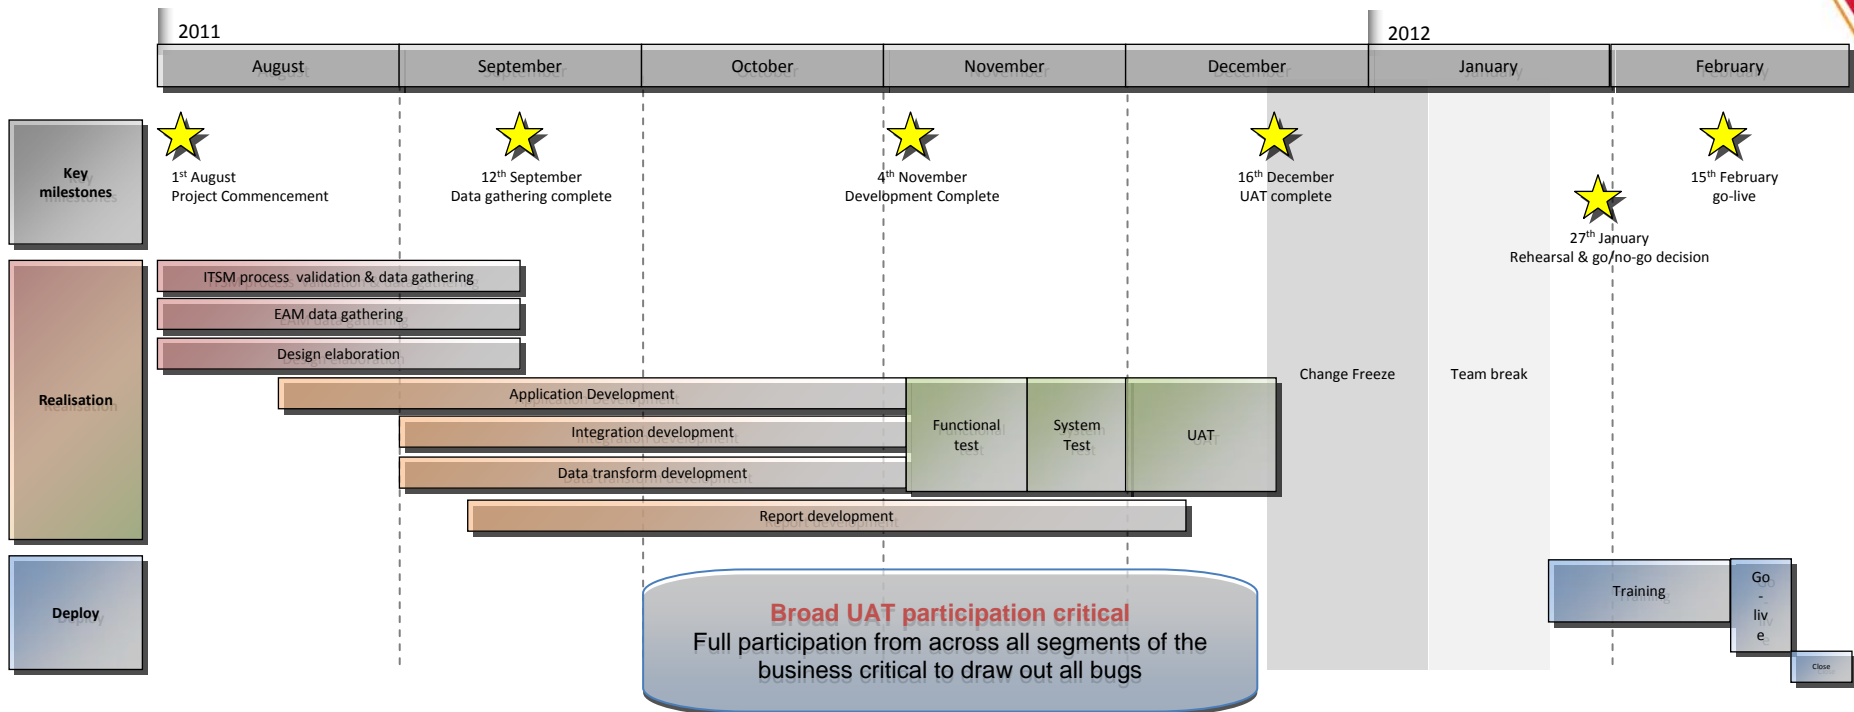 2011
2012
August
September
October
November
December
January
February
Key
milestones
1st August
Project Commencement
12th September
Data gathering complete
4th November
Development Complete
16th December
UAT complete
27th January
Rehearsal & go/no-go decision
15th February
go-live
Realisation
ITSM process validation & data gathering
EAM data gathering
Design elaboration
Application Development
Integration development
Data transform development
Report development
Functional
test
System
Test
UAT
Change Freeze
Team break
Deploy
Training
Go
-
liv
e
Close
Broad UAT participation critical
Full participation from across all segments of the
business critical to draw out all bugs